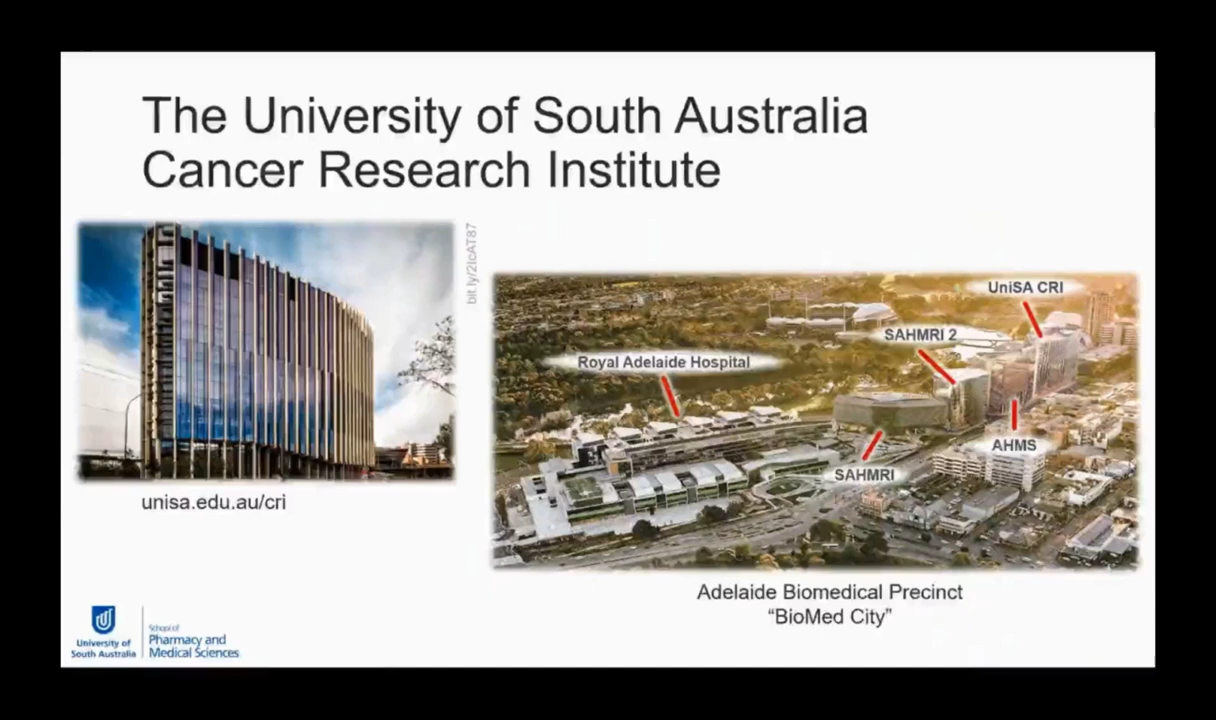 The University of South Australia
Cancer Research Institute
bit.ly/2IcAT87
unisa.edu.au/cri
UniSA CRI
SAHMRI 2
Royal Adelaide Hospital
AHMS
SAHMRI
Adelaide Biomedical Precinct
“BioMed City”
University of
South Australia
School of
Pharmacy and
Medical Sciences